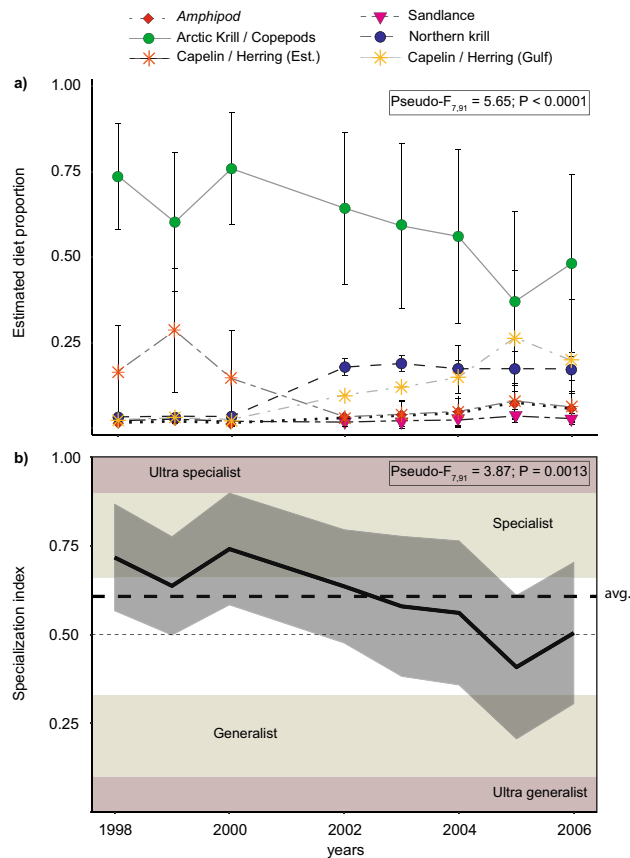 Amphipod
Sandlance
Arctic Krill / Copepods
Northern krill
Capelin / Herring (Est.)
Capelin / Herring (Gulf)
a)
1.00
Pseudo-F7,91 = 5.65; P < 0.0001
0.75
0.50
0.25
Estimated diet proportion
b)
1.00
Ultra specialist
Pseudo-F7,91 = 3.87; P = 0.0013
Specialist
0.75
avg.
0.50
0.25
Generalist
Ultra generalist
Specialization index
1998
2000
2002
2004
2006
years